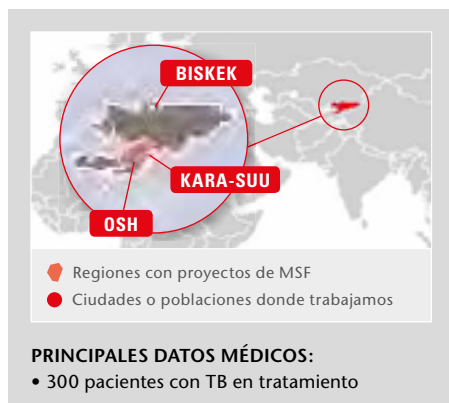 BISKEK
KARA-SUU
OSH
Regiones con proyectos de MSF
Ciudades o poblaciones donde trabajamos
PRINCIPALES DATOS MÉDICOS:
• 300 pacientes con TB en tratamiento